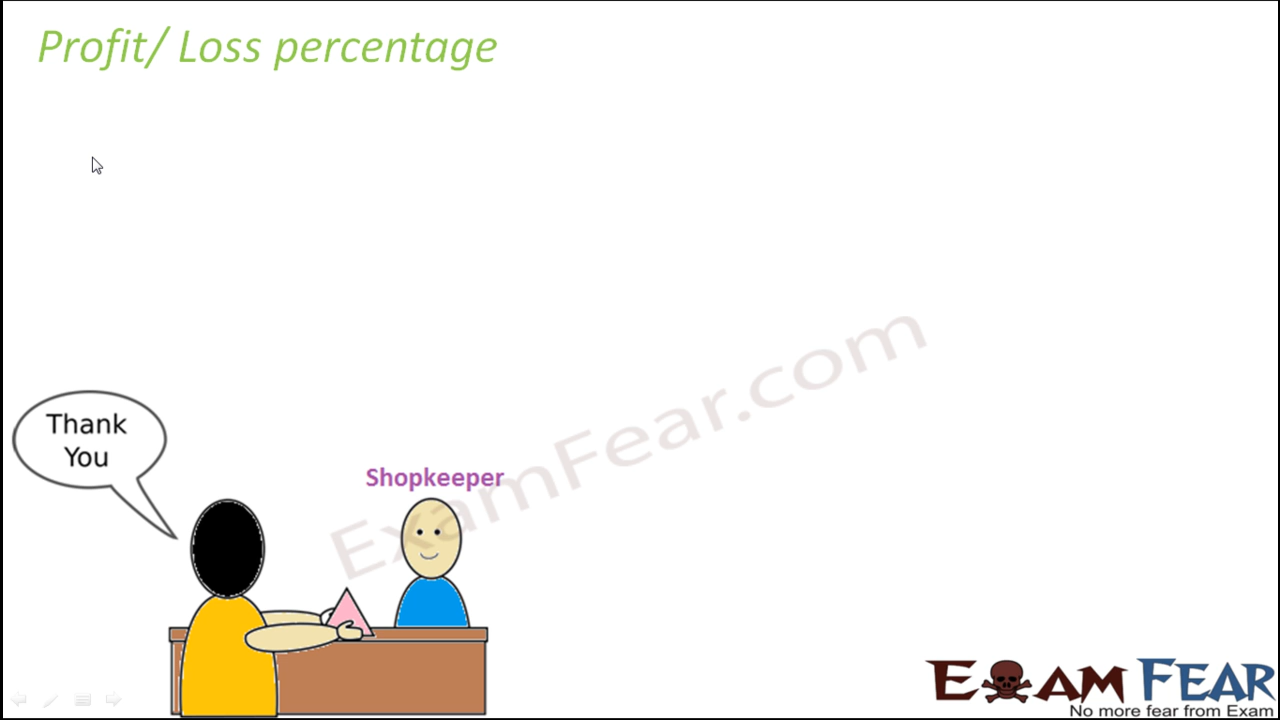 Profit/ Loss percentage
Thank
You
Shopkeeper
ExamFear.com
EXAM FEAR
No more fear from Exam